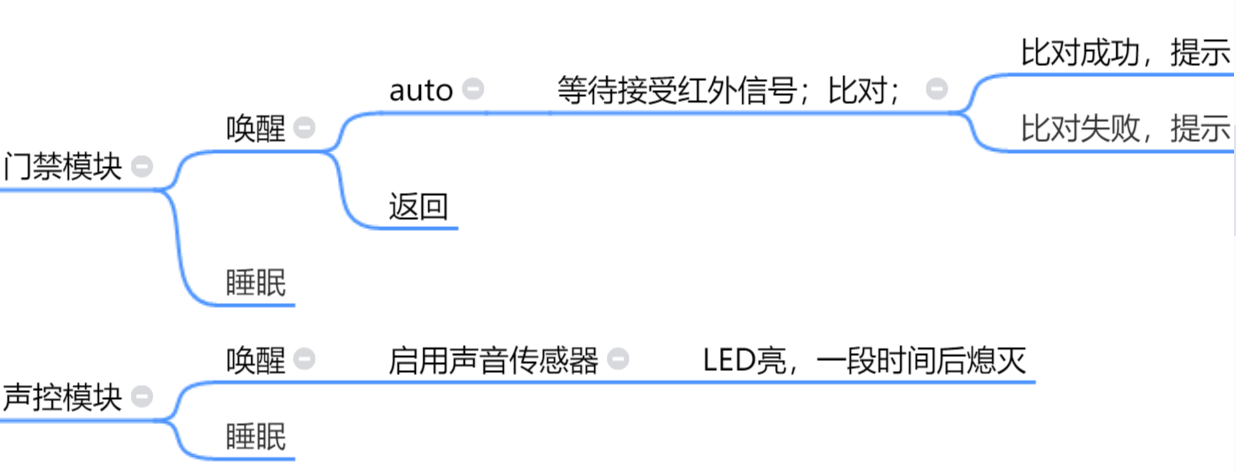 比对成功，提示
auto
等待接受红外信号；比对；
唤醒
比对失败，提示
门禁模块
返回
睡眠
唤醒
启用声音传感器
LED亮，一段时间后熄灭
声控模块
睡眠